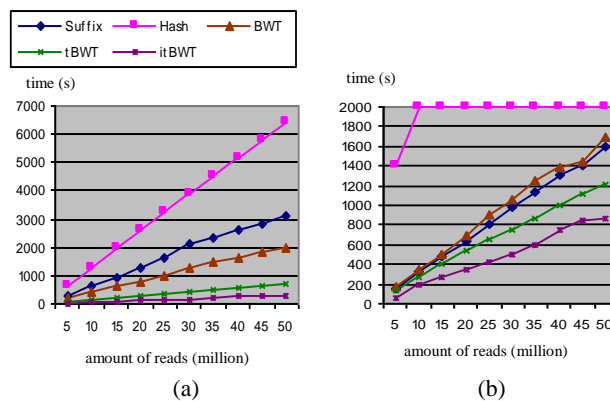 Suffix Hash BWT
tBWT itBWT
time (s)
7000
6000
5000
4000
3000
2000
1000
0
5 10 15 20 25 30 35 40 45 50
amount of reads (million)
(a)
time (s)
2000
1800
1600
1400
1200
1000
800
600
400
200
0
5 10 15 20 25 30 35 40 45 50
amount of reads (million)
(b)